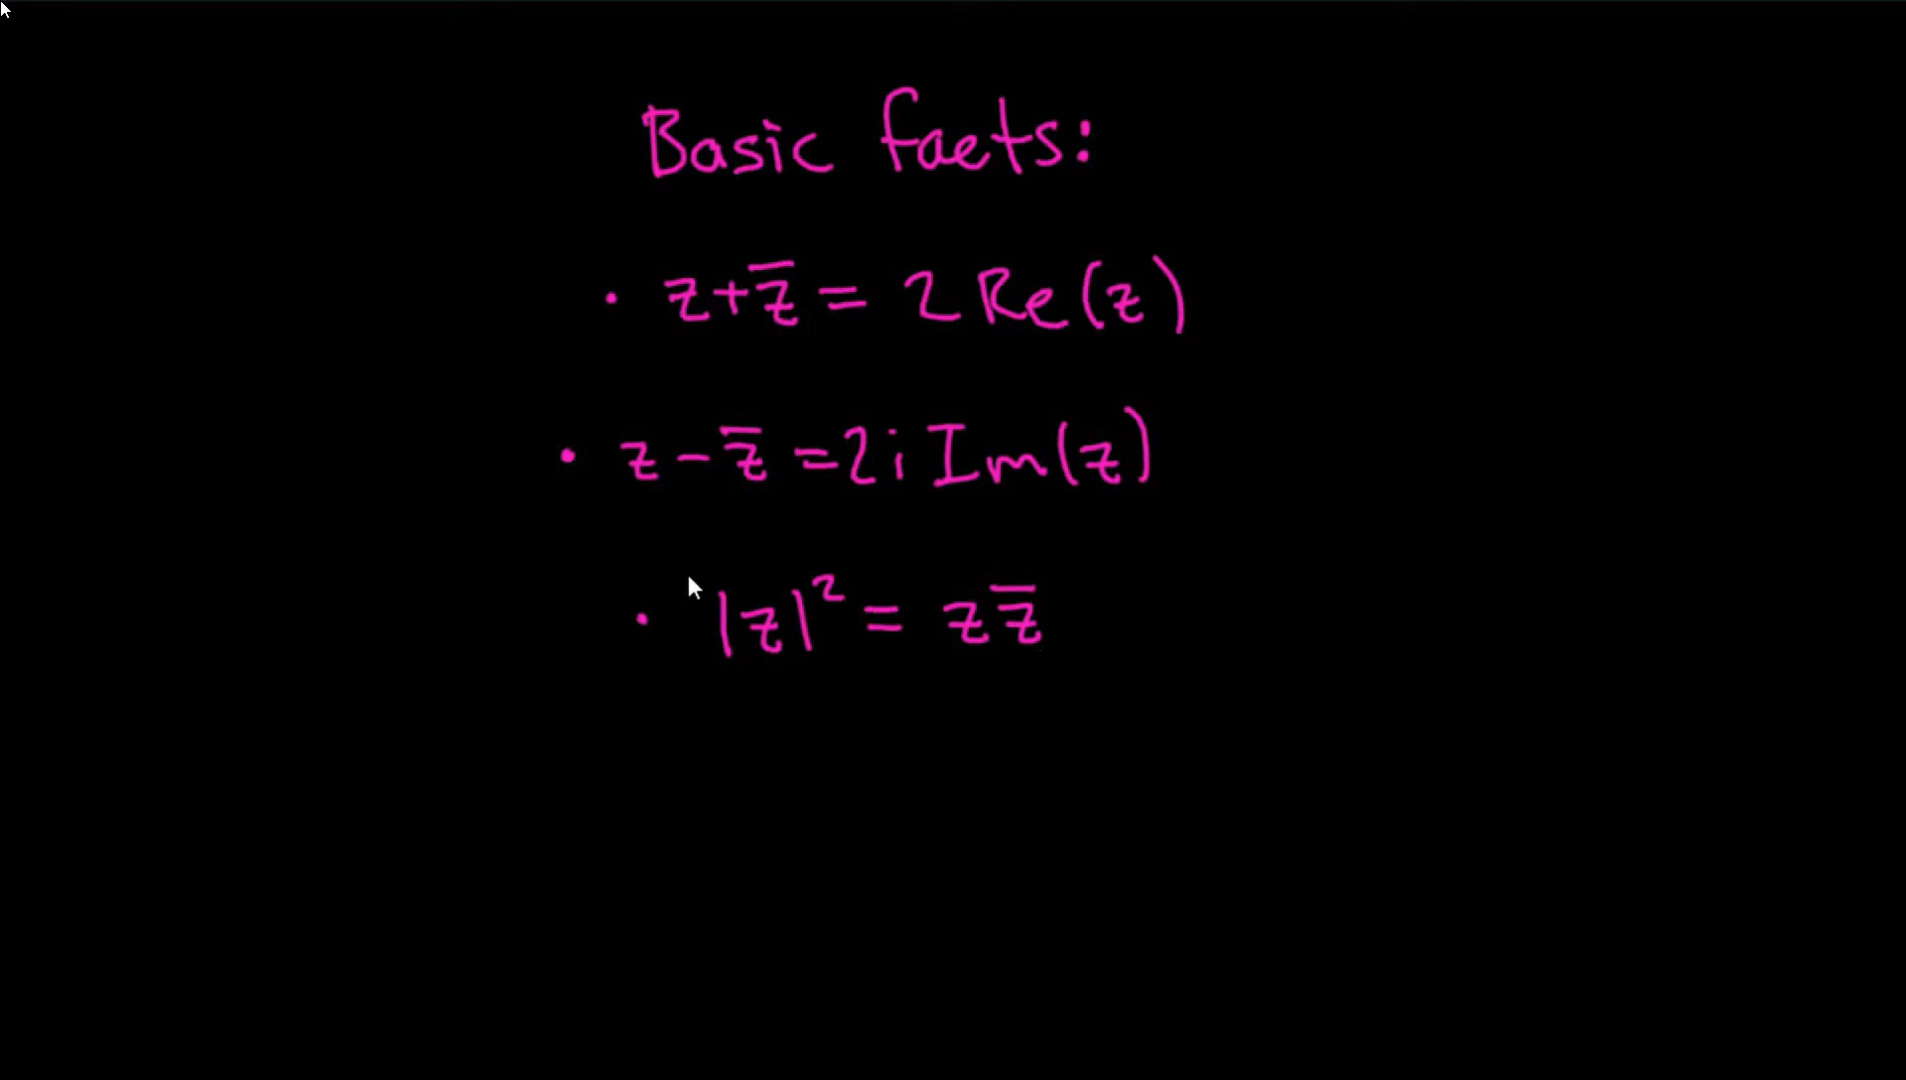 Basic facts:
• z+z̅ = 2Re(z)
• z - z̅ = 2i Im(z)
• |z|² = zz̅